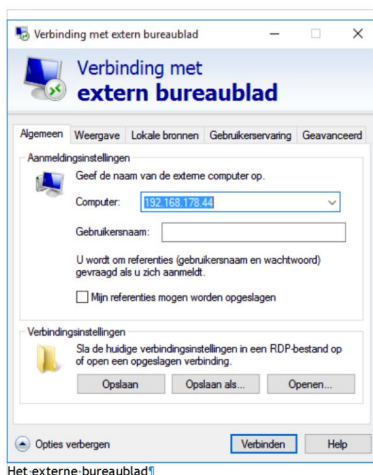 Verbinding met extern bureaublad
Verbinding met
extern bureaublad
Algemeen Weergave Lokale bronnen Gebruikerservaring Geavanceerd
Aanmeldingsinstellingen
Geef de naam van de externe computer op.
Computer: 192.168.178.44
Gebruikersnaam:
U wordt om referenties (gebruikersnaam en wachtwoord)
gevraagd als u zich aanmeldt.
Mijn referenties mogen worden opgeslagen
Verbindingsinstellingen
Sla de huidige verbindingsinstellingen in een RDP-bestand op
of open een opgeslagen verbinding.
Opslaan Opslaan als... Openen...
Opties verbergen Verbinden Help
Het·externe·bureaublad¶